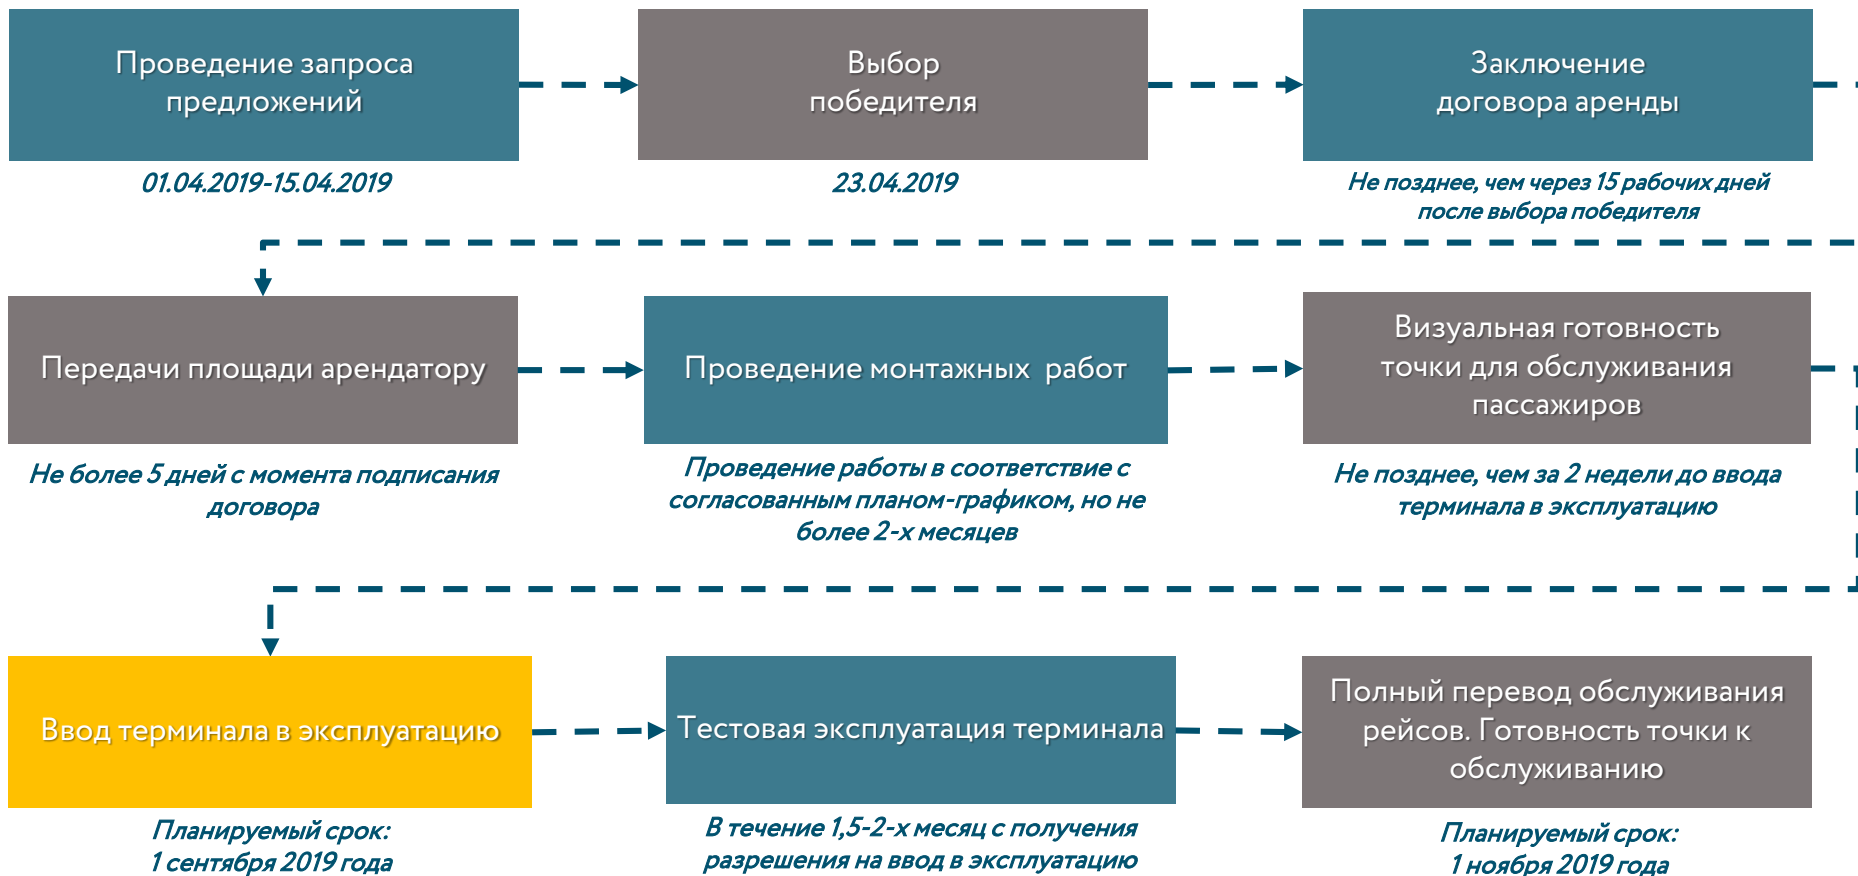 Проведение запроса
предложений
01.04.2019-15.04.2019
Выбор
победителя
23.04.2019
Заключение
договора аренды
Не позднее, чем через 15 рабочих дней
после выбора победителя
Передачи площади арендатору
Не более 5 дней с момента подписания
договора
Проведение монтажных  работ
Проведение работы в соответствие с
согласованным планом-графиком, но не
более 2-х месяцев
Визуальная готовность
точки для обслуживания
пассажиров
Не позднее, чем за 2 недели до ввода
терминала в эксплуатацию
Ввод терминала в эксплуатацию
Планируемый срок:
1 сентября 2019 года
Тестовая эксплуатация терминала
В течение 1,5-2-х месяц с получения
разрешения на ввод в эксплуатацию
Полный перевод обслуживания
рейсов. Готовность точки к
обслуживанию
Планируемый срок:
1 ноября 2019 года